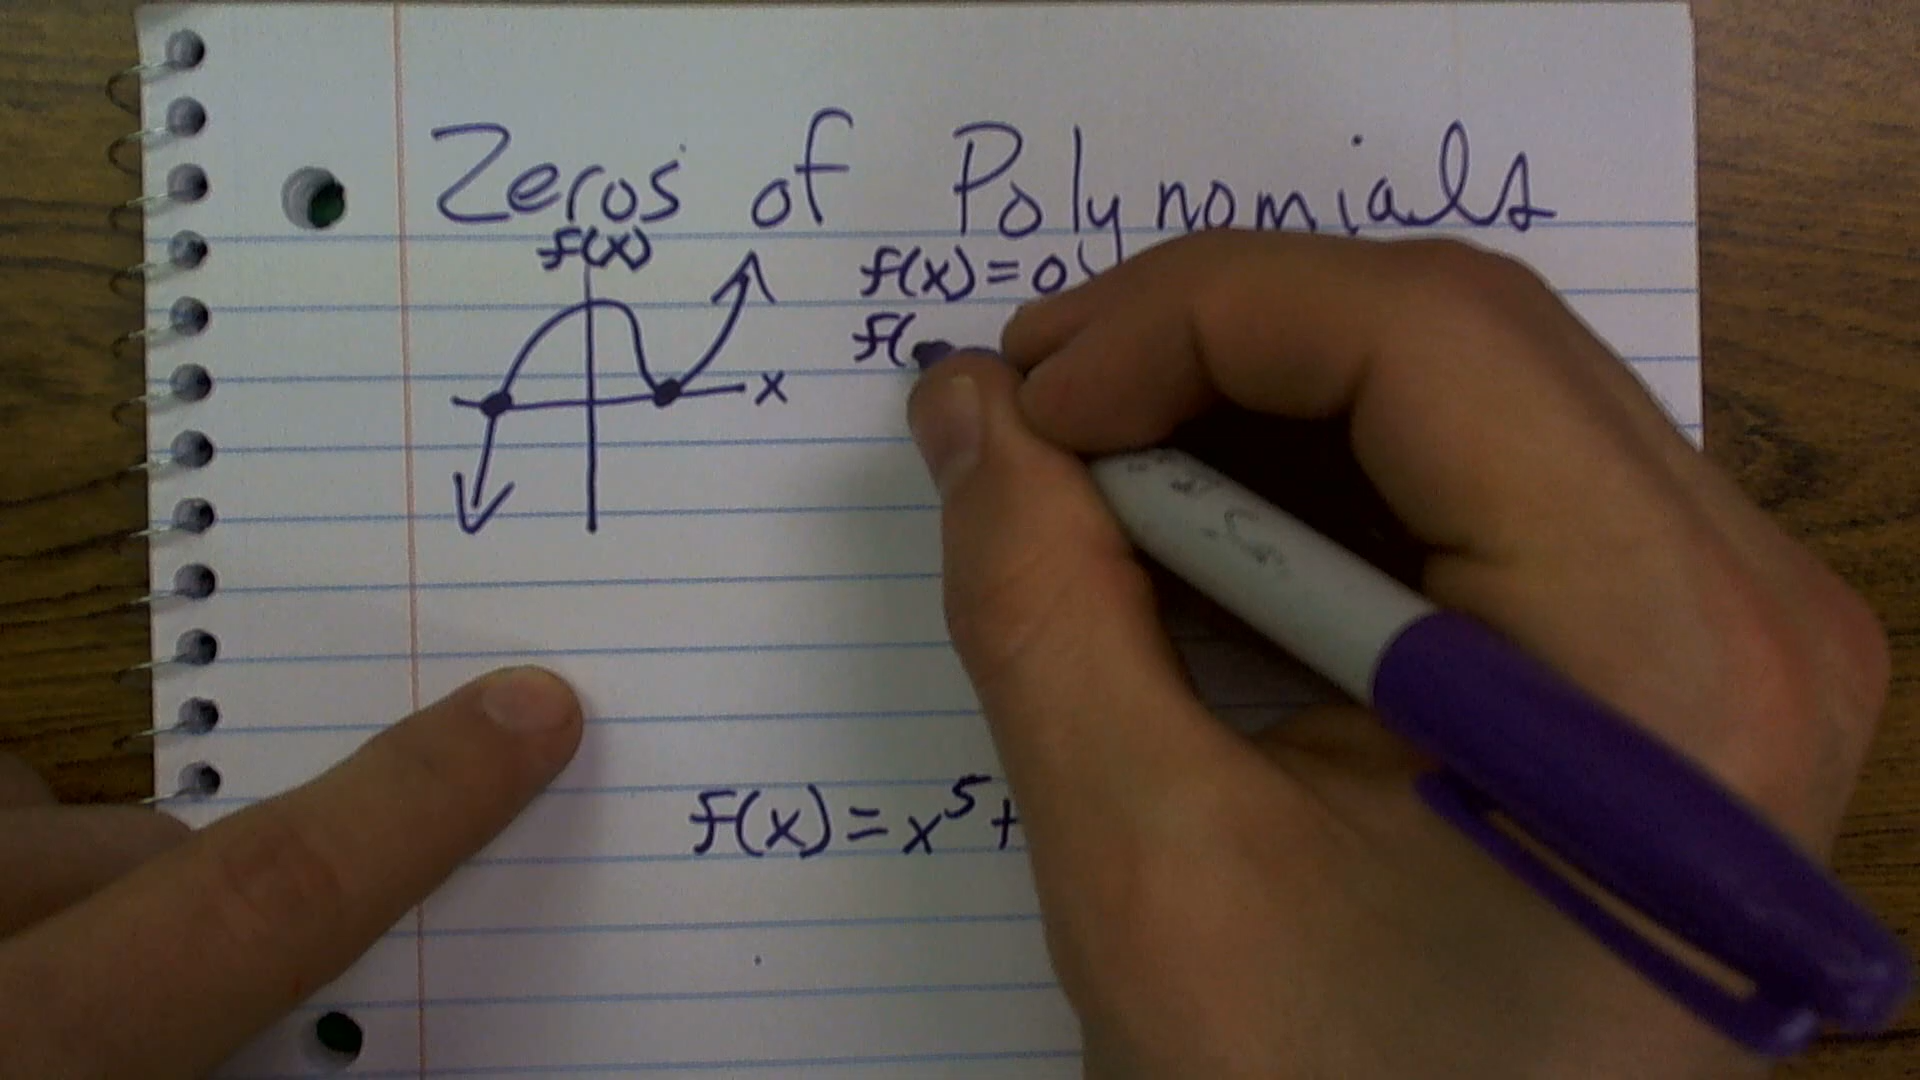 Zeros of Polynomials
f(x)
f(x)=0
f(
x
f(x)=x⁵+